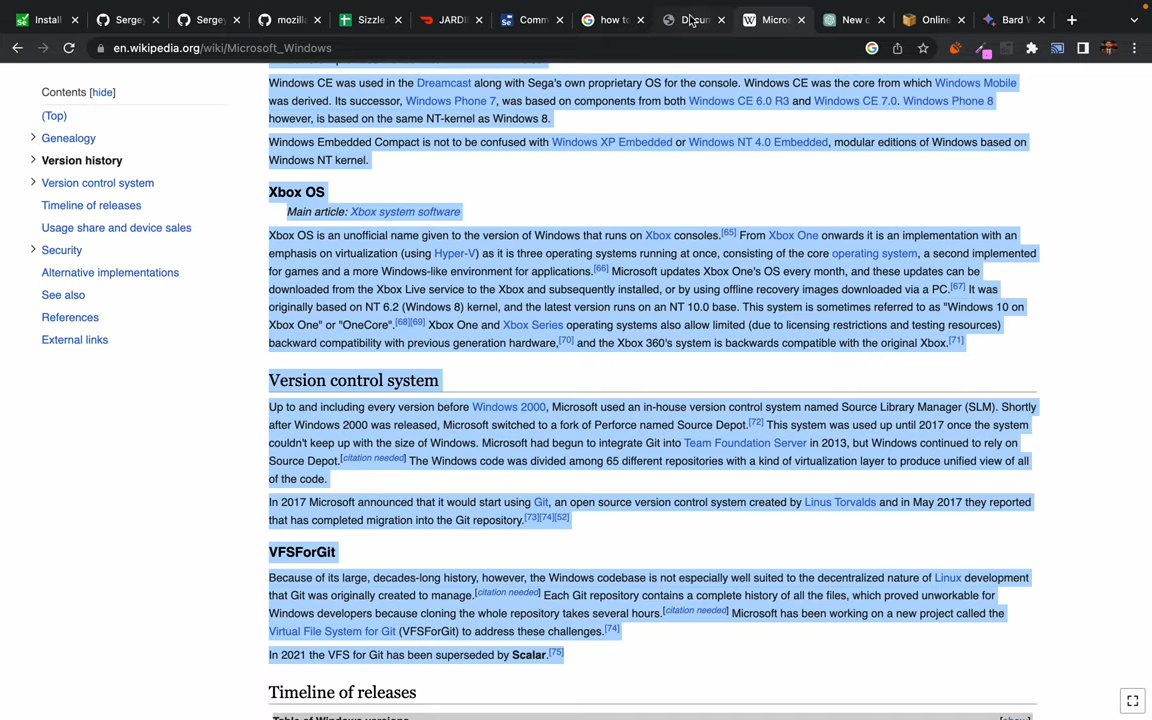 Install
Sergey
Sergey
mozilla
Sizzle
JARDI
Comm
how to
Docum
Micros
New c
Online
Bard W
en.wikipedia.org/wiki/Microsoft_Windows
Contents [hide]
(Top)
Genealogy
Version history
Version control system
Timeline of releases
Usage share and device sales
Security
Alternative implementations
See also
References
External links
Windows CE was used in the Dreamcast along with Sega's own proprietary OS for the console. Windows CE was the core from which Windows Mobile
was derived. Its successor, Windows Phone 7, was based on components from both Windows CE 6.0 R3 and Windows CE 7.0. Windows Phone 8
however, is based on the same NT-kernel as Windows 8.
Windows Embedded Compact is not to be confused with Windows XP Embedded or Windows NT 4.0 Embedded, modular editions of Windows based on
Windows NT kernel.
Xbox OS
Main article: Xbox system software
Xbox OS is an unofficial name given to the version of Windows that runs on Xbox consoles.[65] From Xbox One onwards it is an implementation with an
emphasis on virtualization (using Hyper-V) as it is three operating systems running at once, consisting of the core operating system, a second implemented
for games and a more Windows-like environment for applications.[66] Microsoft updates Xbox One's OS every month, and these updates can be
downloaded from the Xbox Live service to the Xbox and subsequently installed, or by using offline recovery images downloaded via a PC.[67] It was
originally based on NT 6.2 (Windows 8) kernel, and the latest version runs on an NT 10.0 base. This system is sometimes referred to as "Windows 10 on
Xbox One" or "OneCore".[68][69] Xbox One and Xbox Series operating systems also allow limited (due to licensing restrictions and testing resources)
backward compatibility with previous generation hardware,[70] and the Xbox 360's system is backwards compatible with the original Xbox.[71]
Version control system
Up to and including every version before Windows 2000, Microsoft used an in-house version control system named Source Library Manager (SLM). Shortly
after Windows 2000 was released, Microsoft switched to a fork of Perforce named Source Depot.[72] This system was used up until 2017 once the system
couldn't keep up with the size of Windows. Microsoft had begun to integrate Git into Team Foundation Server in 2013, but Windows continued to rely on
Source Depot.[citation needed] The Windows code was divided among 65 different repositories with a kind of virtualization layer to produce unified view of all
of the code.
In 2017 Microsoft announced that it would start using Git, an open source version control system created by Linus Torvalds and in May 2017 they reported
that has completed migration into the Git repository.[73][74][52]
VFSForGit
Because of its large, decades-long history, however, the Windows codebase is not especially well suited to the decentralized nature of Linux development
that Git was originally created to manage.[citation needed] Each Git repository contains a complete history of all the files, which proved unworkable for
Windows developers because cloning the whole repository takes several hours.[citation needed] Microsoft has been working on a new project called the
Virtual File System for Git (VFSForGit) to address these challenges.[74]
In 2021 the VFS for Git has been superseded by Scalar.[75]
Timeline of releases
Table of Windows versions [show]